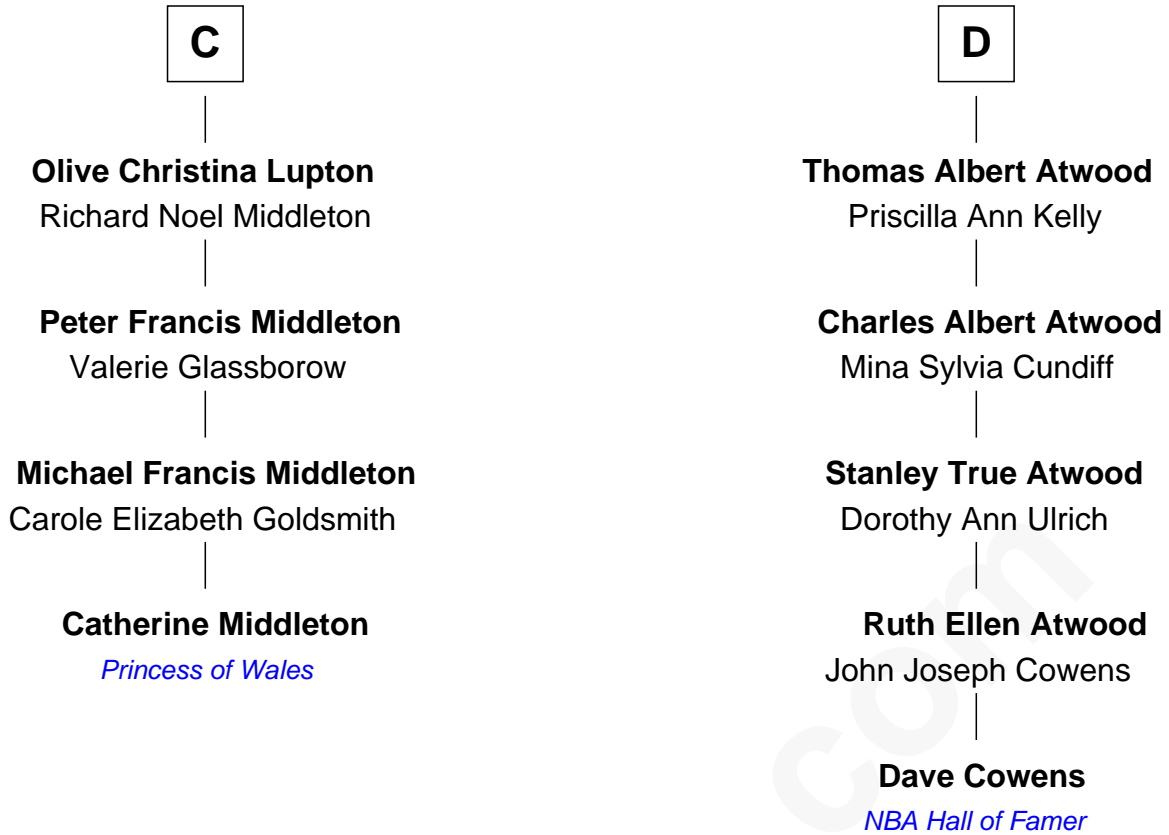 C
Olive Christina Lupton
Richard Noel Middleton
Peter Francis Middleton
Valerie Glassborow
Michael Francis Middleton
Carole Elizabeth Goldsmith
Catherine Middleton
Princess of Wales
D
Thomas Albert Atwood
Priscilla Ann Kelly
Charles Albert Atwood
Mina Sylvia Cundiff
Stanley True Atwood
Dorothy Ann Ulrich
Ruth Ellen Atwood
John Joseph Cowens
Dave Cowens
NBA Hall of Famer
com